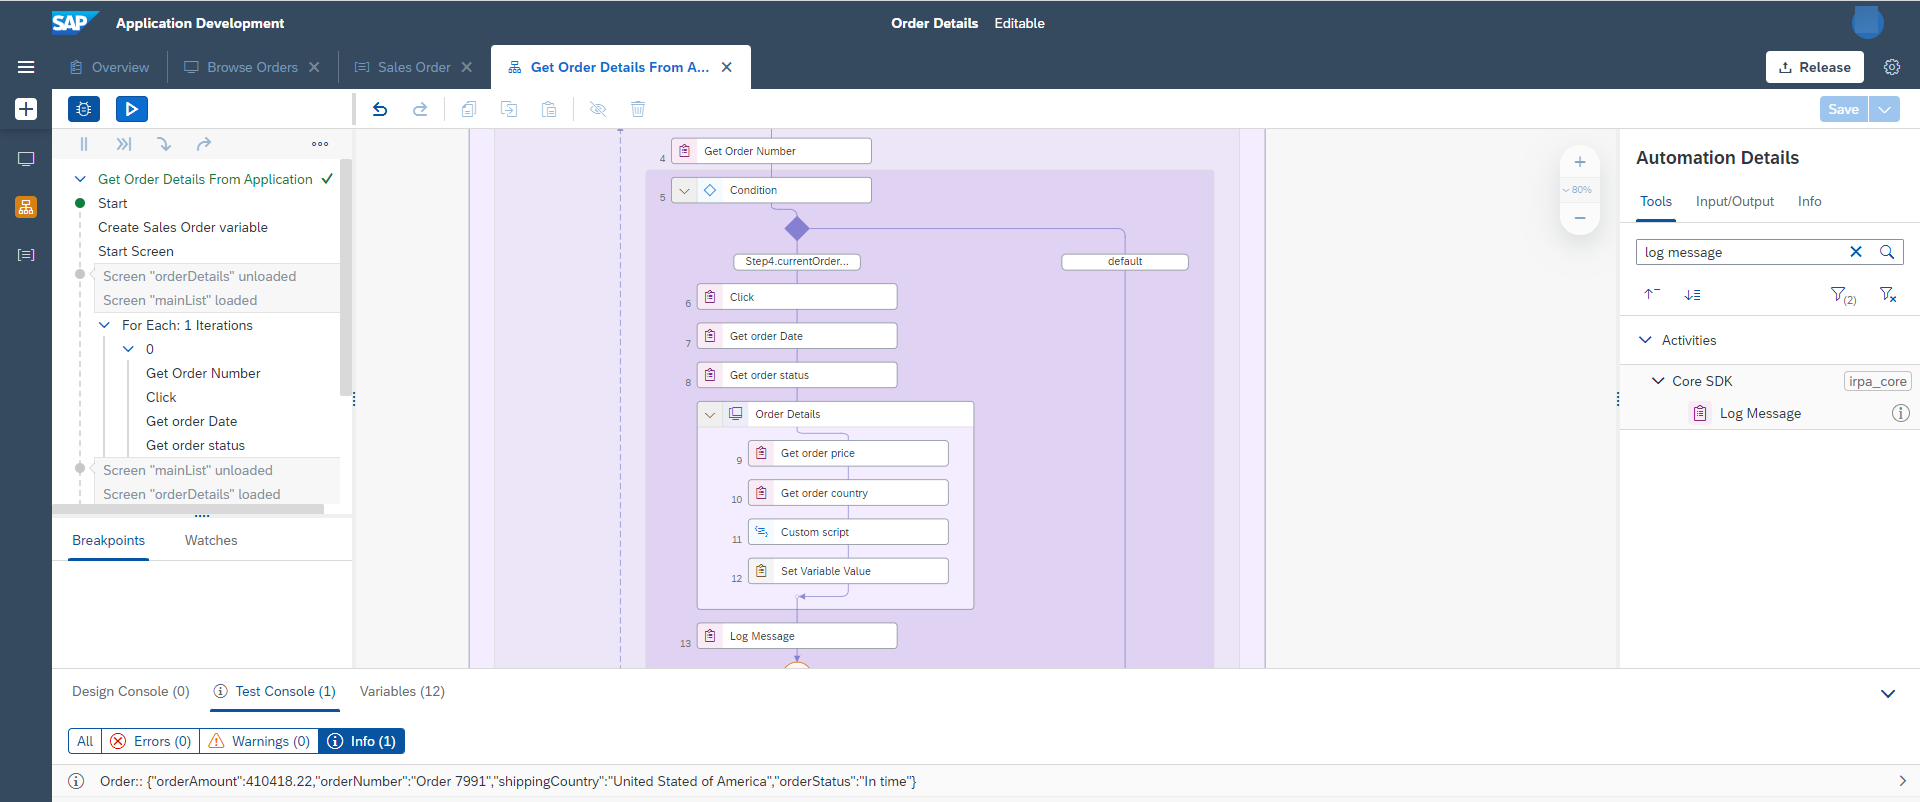 SAP Application Development
Order Details Editable
Overview
Browse Orders
Sales Order
Get Order Details From A...
Release
Save
Get Order Details From Application
Start
Create Sales Order variable
Start Screen
Screen "orderDetails" unloaded
Screen "mainList" loaded
For Each: 1 Iterations
0
Get Order Number
Click
Get order Date
Get order status
Screen "mainList" unloaded
Screen "orderDetails" loaded
Breakpoints Watches
4 Get Order Number
5 Condition
Step4.currentOrder... default
6 Click
7 Get order Date
8 Get order status
Order Details
9 Get order price
10 Get order country
11 Custom script
12 Set Variable Value
13 Log Message
80%
Automation Details
Tools Input/Output Info
log message
(2)
Activities
Core SDK irpa_core
Log Message
Design Console (0) Test Console (1) Variables (12)
All Errors (0) Warnings (0) Info (1)
Order:: {"orderAmount":410418.22,"orderNumber":"Order 7991","shippingCountry":"United Stated of America","orderStatus":"In time"}